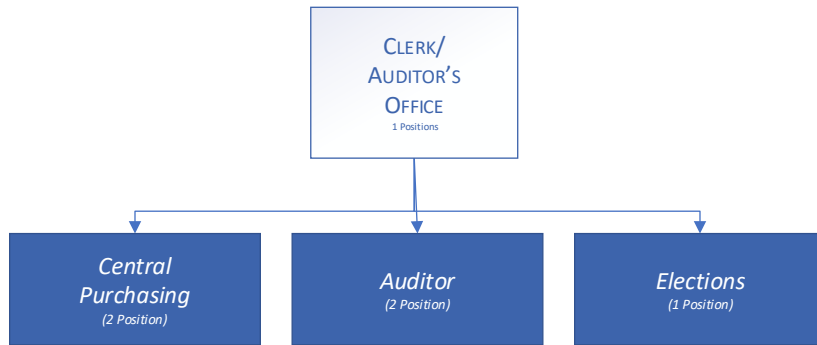 CLERK/
AUDITOR'S
OFFICE
1 Positions
Central
Purchasing
(2 Position)
Auditor
(2 Position)
Elections
(1 Position)